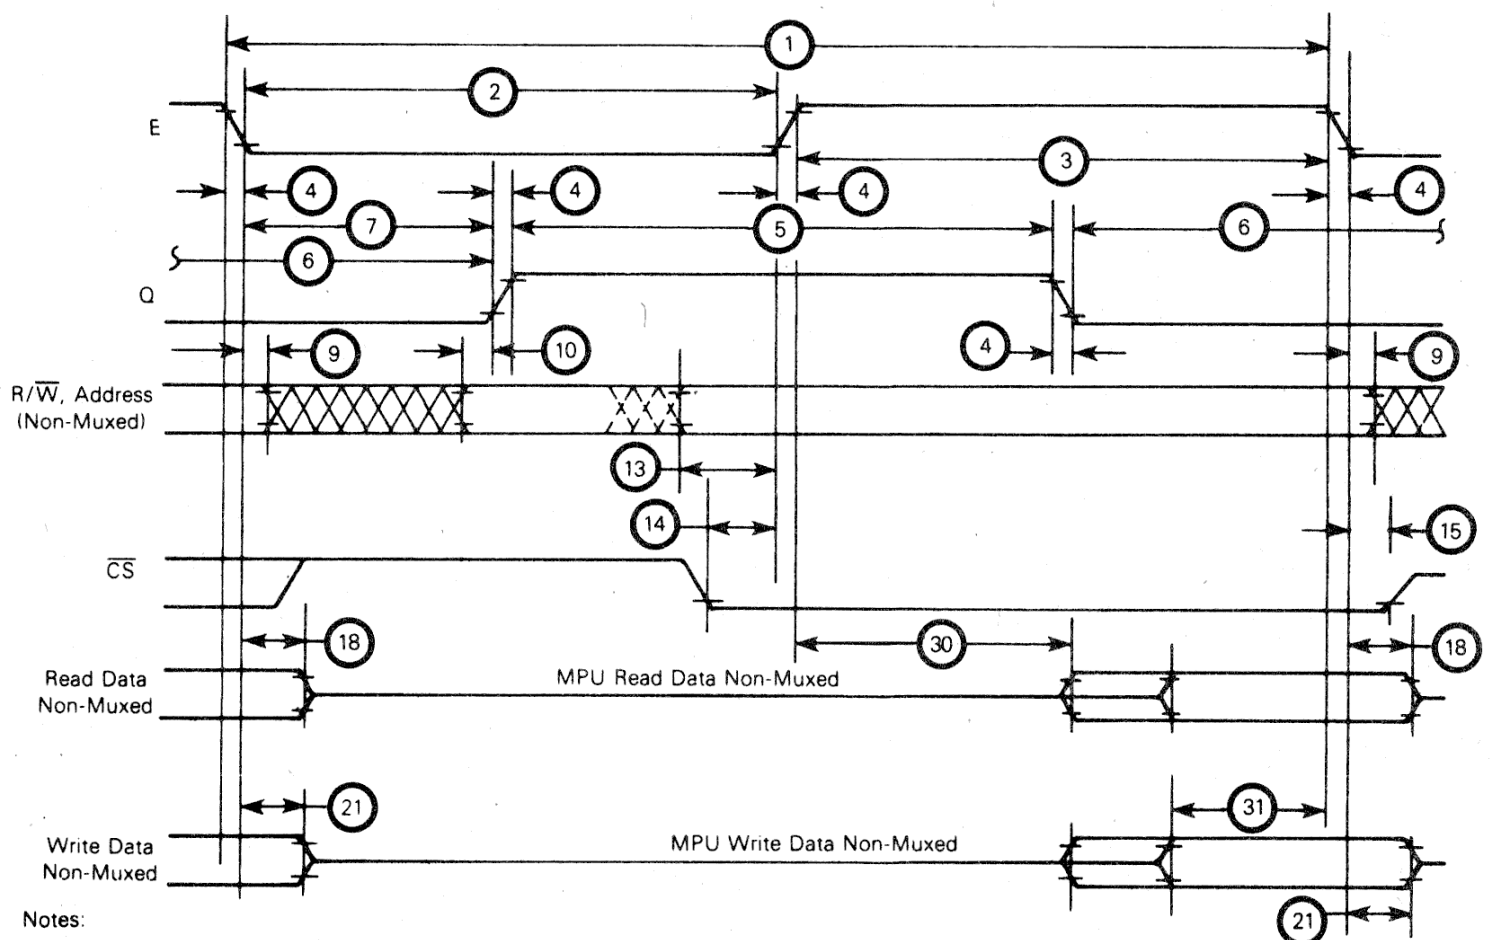 1
2
E
3
4
4
4
4
7
5
6
6
Q
9
10
4
9
R/W̅, Address
(Non-Muxed)
13
14
15
C̅S̅
18
30
18
Read Data
Non-Muxed
MPU Read Data Non-Muxed
21
31
Write Data
Non-Muxed
MPU Write Data Non-Muxed
21
Notes: